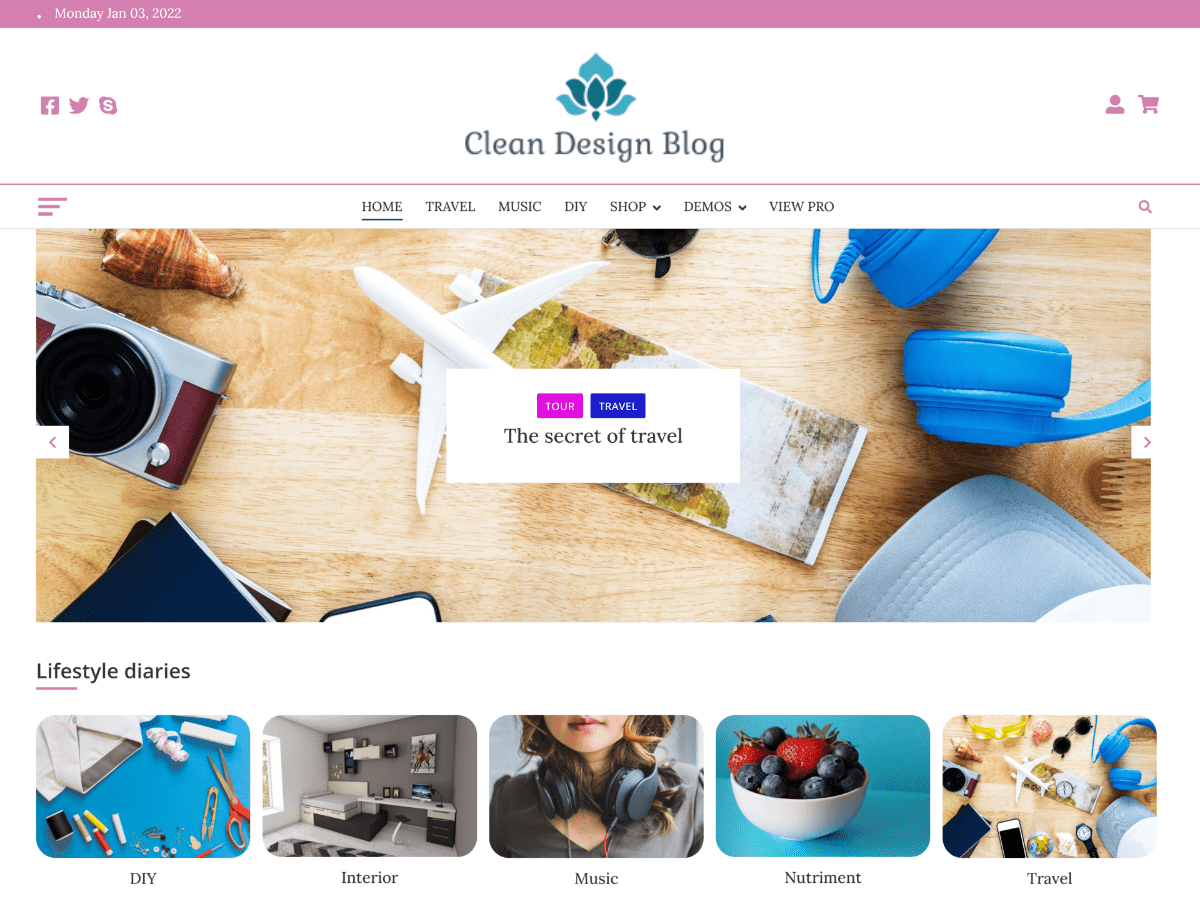 Monday Jan 03, 2022
Clean Design Blog
HOME TRAVEL MUSIC DIY SHOP DEMOS VIEW PRO
TOUR TRAVEL
The secret of travel
Lifestyle diaries
DIY Interior Music Nutriment Travel